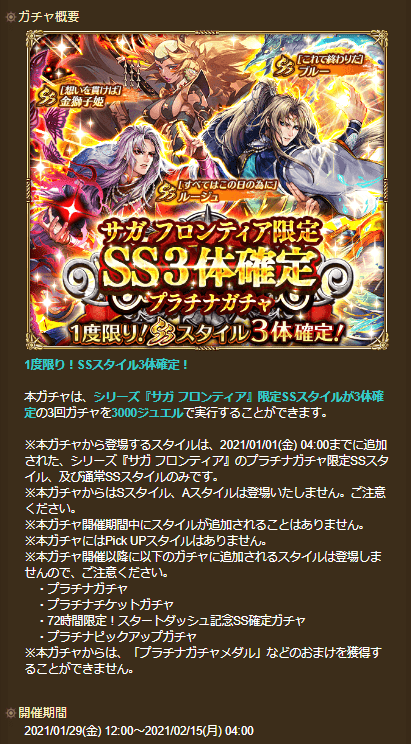 ガチャ概要
[これで終わりだ]
SS ブルー
[想いを貫けば]
SS 金獅子姫
[すべてはこの日の為に]
SS ルージュ
サガ フロンティア限定
SS3体確定
プラチナガチャ
1度限り!SSスタイル3体確定!
1度限り!SSスタイル3体確定!
本ガチャは、シリーズ『サガ フロンティア』限定SSスタイルが3体確
定の3回ガチャを3000ジュエルで実行することができます。
※本ガチャから登場するスタイルは、2021/01/01(金) 04:00までに追加
された、シリーズ『サガ フロンティア』のプラチナガチャ限定SSスタ
イル、及び通常SSスタイルのみです。
※本ガチャからはSスタイル、Aスタイルは登場いたしません。ご注意
ください。
※本ガチャ開催期間中にスタイルが追加されることはありません。
※本ガチャにはPick UPスタイルはありません。
※本ガチャ開催以降に以下のガチャに追加されるスタイルは登場しま
せんので、ご注意ください。
・プラチナガチャ
・プラチナチケットガチャ
・72時間限定!スタートダッシュ記念SS確定ガチャ
・プラチナピックアップガチャ
※本ガチャからは、「プラチナガチャメダル」などのおまけを獲得す
ることができません。
開催期間
2021/01/29(金) 12:00～2021/02/15(月) 04:00